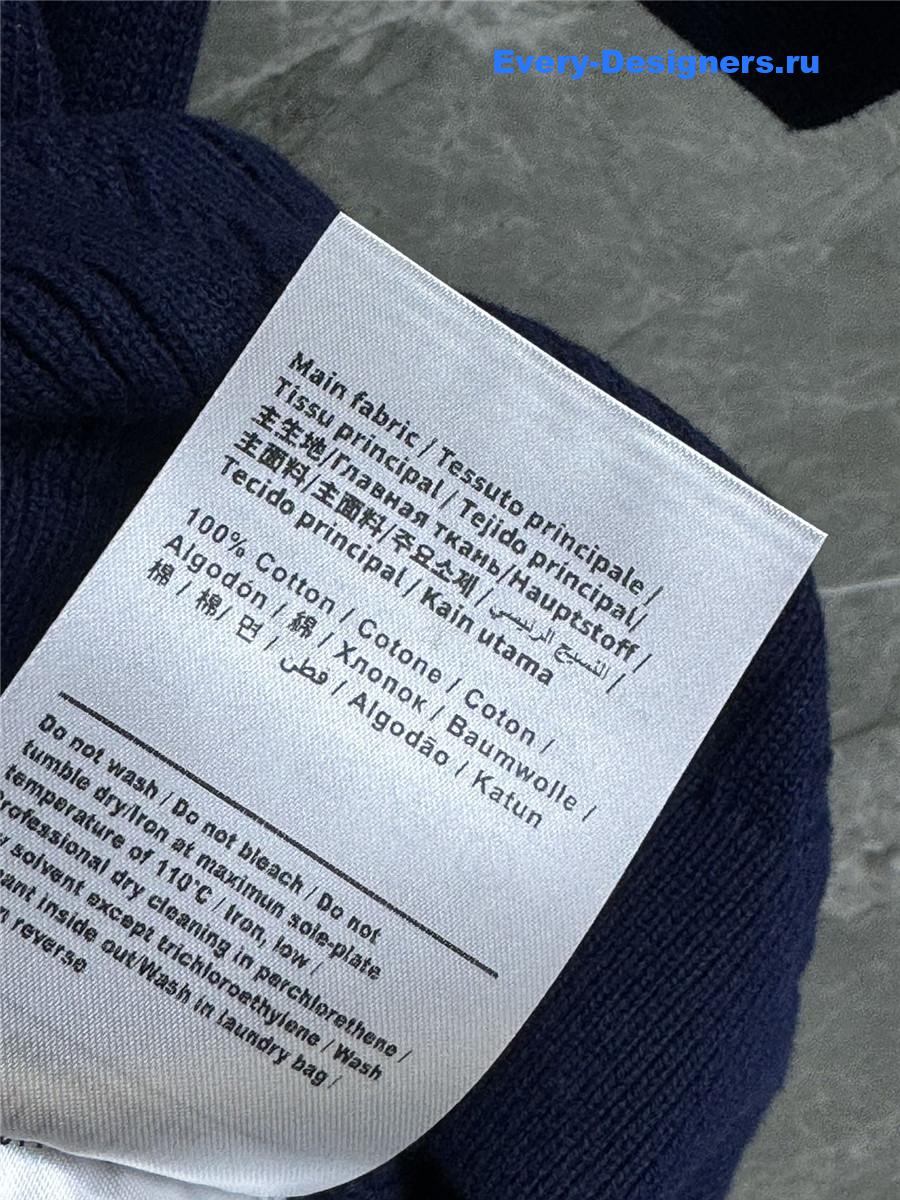 Every-Designers.ru
Main fabric / Tessuto principale /
Tissu principal / Tejido principal/
主生地/Главная ткань/Hauptstoff /
主面料/主面料/주요소제 / النسيج الرئيسي /
Tecido principal / Kain utama
100% Cotton / Cotone / Coton /
Algodón / 綿 / Хлопок / Baumwolle /
棉 / 棉/ 면 / قطن / Algodão / Katun
Do not wash / Do not bleach / Do not
tumble dry/Iron at maximun sole-plate
temperature of 110℃ / Iron, low /
rofessional dry cleaning in perchlorethene /
solvent except trichloroethylene / Wash
inside out/Wash in laundry bag /
reverse